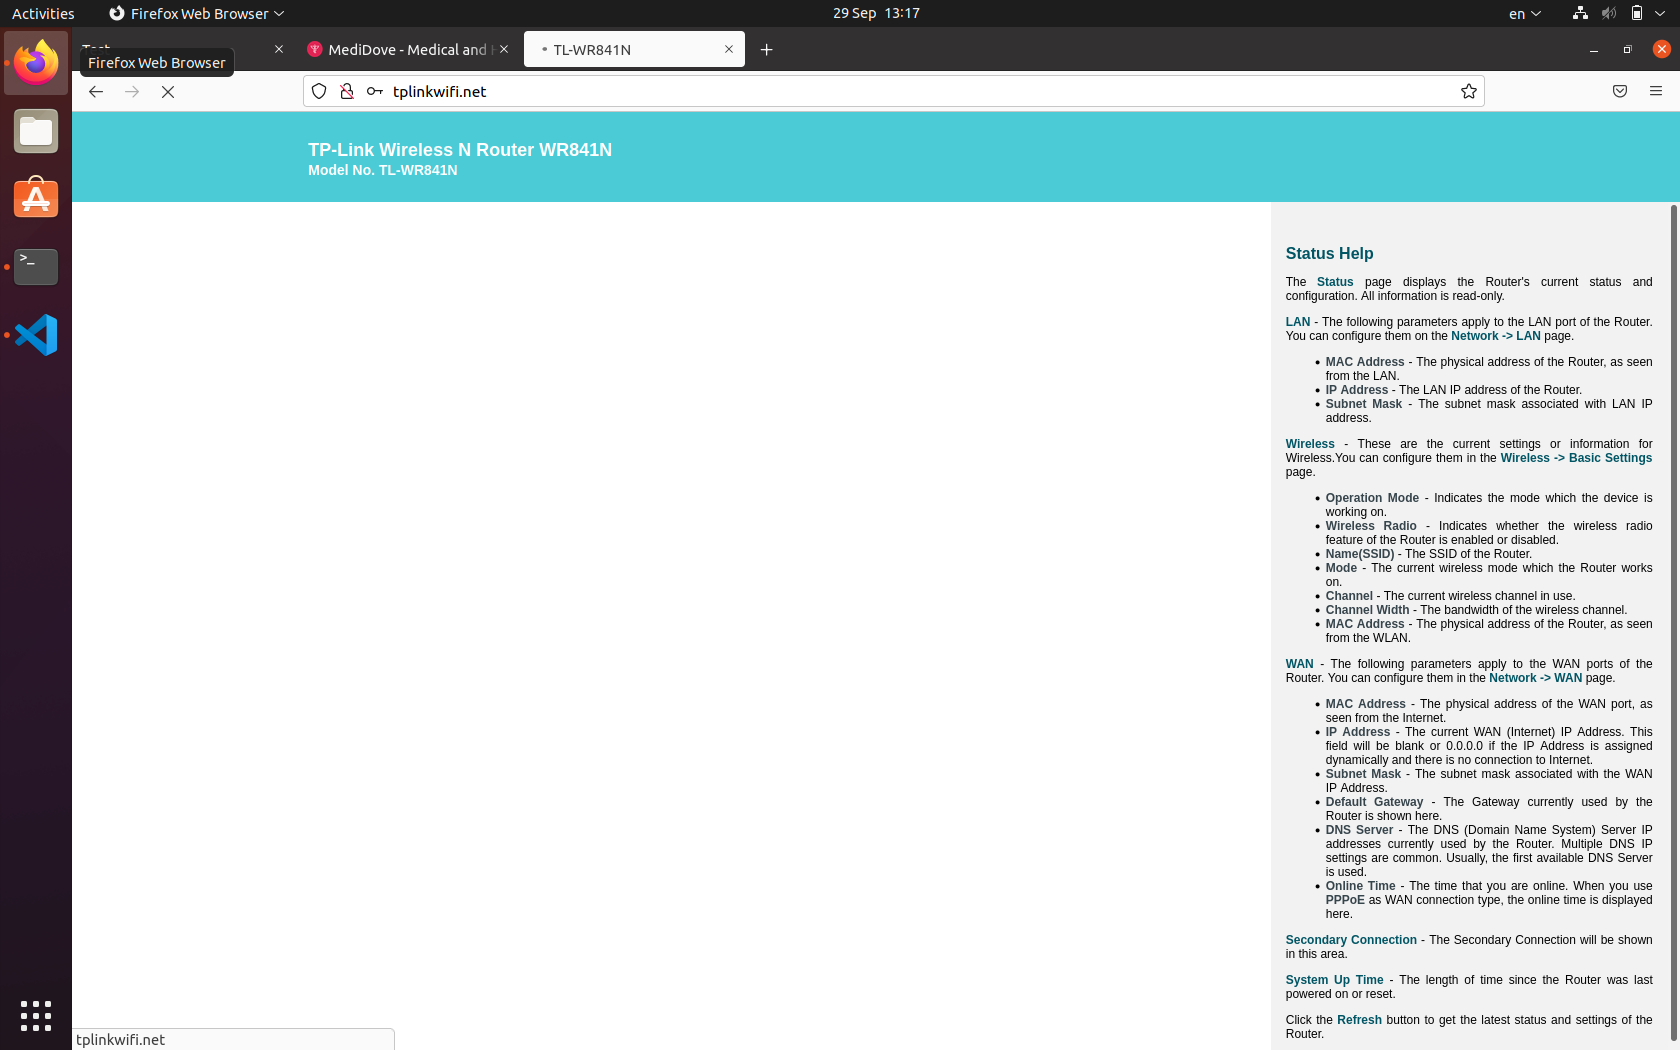 Activities
Firefox Web Browser
29 Sep 13:17
en
Firefox Web Browser
MediDove - Medical and H
TL-WR841N
tplinkwifi.net
TP-Link Wireless N Router WR841N
Model No. TL-WR841N
Status Help
The Status page displays the Router's current status and
configuration. All information is read-only.
LAN - The following parameters apply to the LAN port of the Router.
You can configure them on the Network -> LAN page.
• MAC Address - The physical address of the Router, as seen
from the LAN.
• IP Address - The LAN IP address of the Router.
• Subnet Mask - The subnet mask associated with LAN IP
address.
Wireless - These are the current settings or information for
Wireless.You can configure them in the Wireless -> Basic Settings
page.
• Operation Mode - Indicates the mode which the device is
working on.
• Wireless Radio - Indicates whether the wireless radio
feature of the Router is enabled or disabled.
• Name(SSID) - The SSID of the Router.
• Mode - The current wireless mode which the Router works
on.
• Channel - The current wireless channel in use.
• Channel Width - The bandwidth of the wireless channel.
• MAC Address - The physical address of the Router, as seen
from the WLAN.
WAN - The following parameters apply to the WAN ports of the
Router. You can configure them in the Network -> WAN page.
• MAC Address - The physical address of the WAN port, as
seen from the Internet.
• IP Address - The current WAN (Internet) IP Address. This
field will be blank or 0.0.0.0 if the IP Address is assigned
dynamically and there is no connection to Internet.
• Subnet Mask - The subnet mask associated with the WAN
IP Address.
• Default Gateway - The Gateway currently used by the
Router is shown here.
• DNS Server - The DNS (Domain Name System) Server IP
addresses currently used by the Router. Multiple DNS IP
settings are common. Usually, the first available DNS Server
is used.
• Online Time - The time that you are online. When you use
PPPoE as WAN connection type, the online time is displayed
here.
Secondary Connection - The Secondary Connection will be shown
in this area.
System Up Time - The length of time since the Router was last
powered on or reset.
Click the Refresh button to get the latest status and settings of the
Router.
tplinkwifi.net